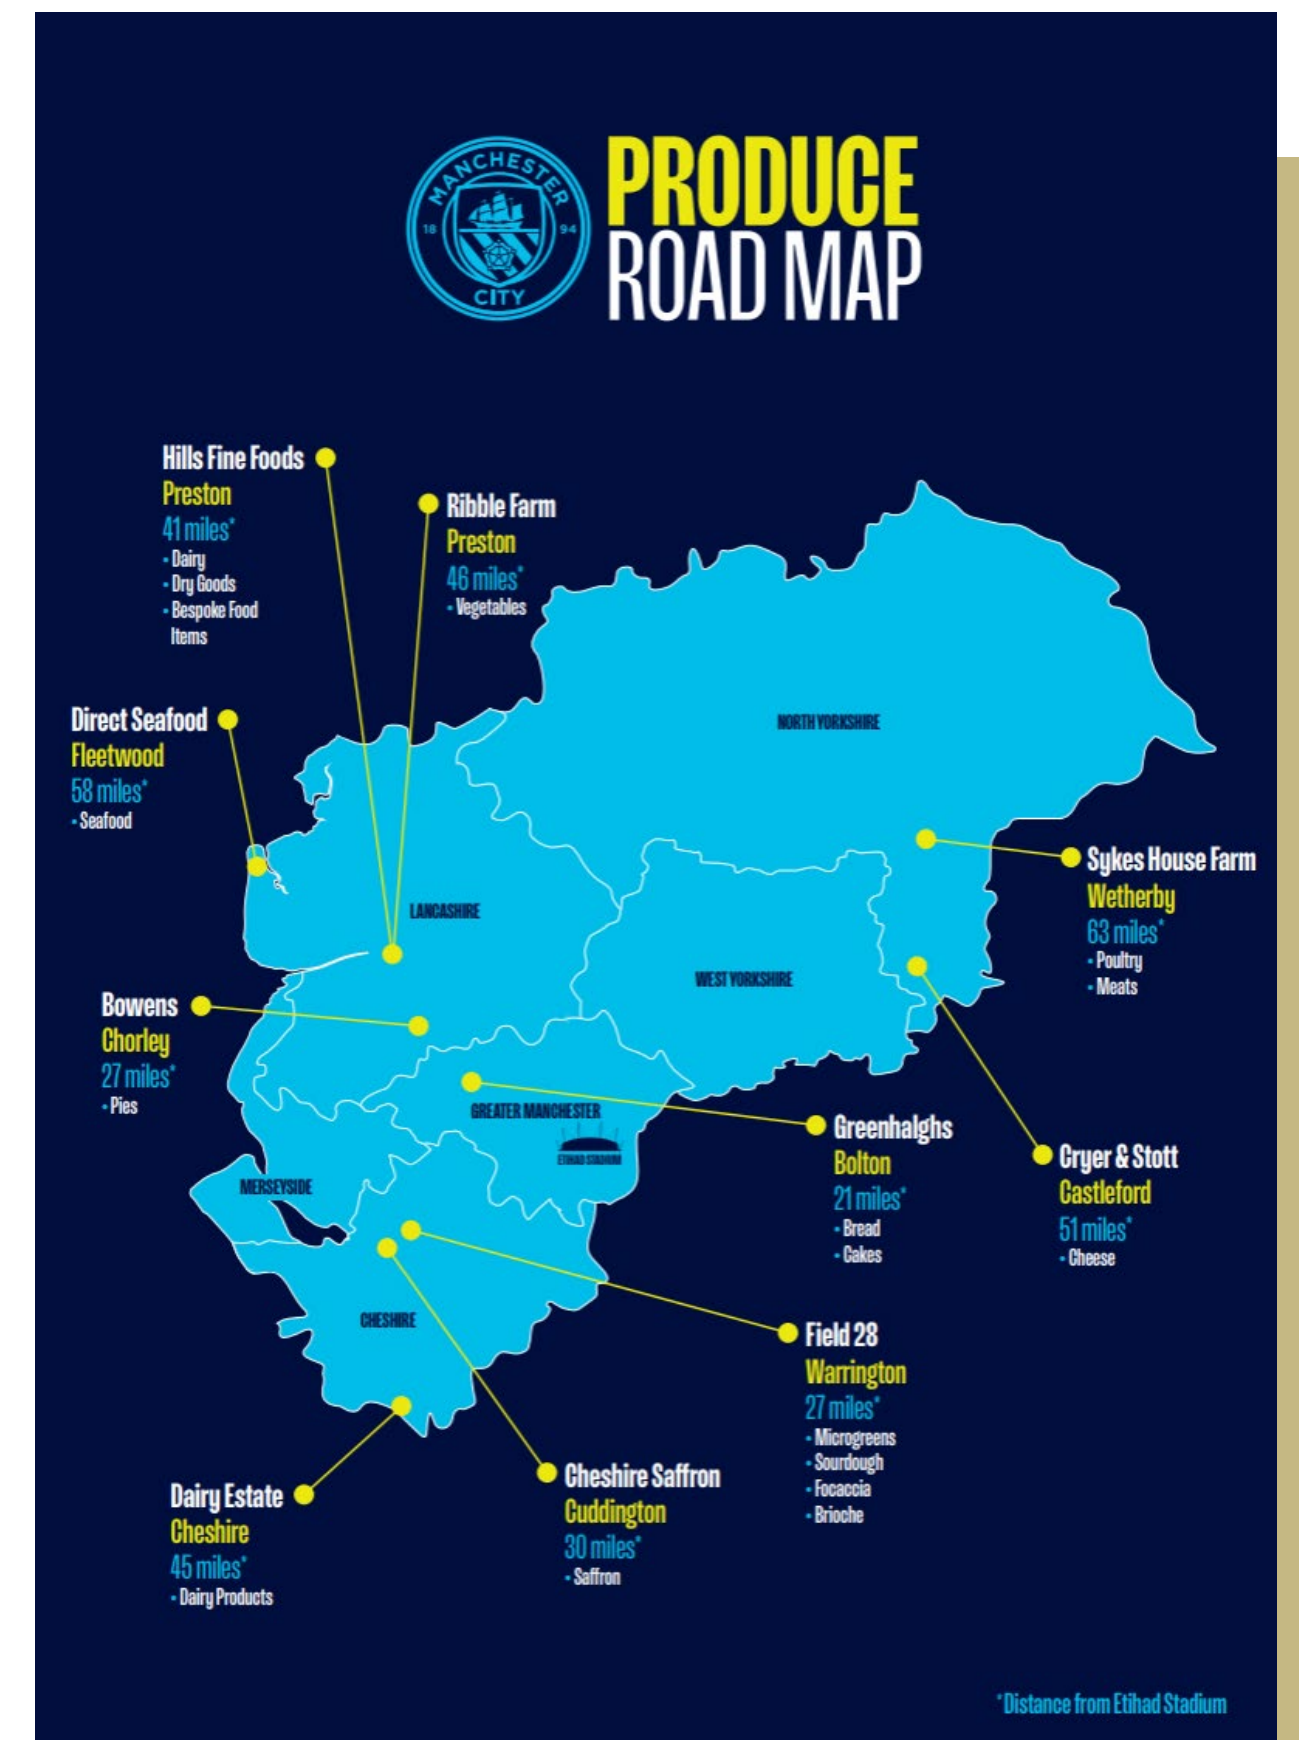 MANCHESTER
18 94
CITY
PRODUCE
ROAD MAP
Hills Fine Foods
Preston
41 miles*
• Dairy
• Dry Goods
• Bespoke Food
Items
Ribble Farm
Preston
46 miles*
• Vegetables
Direct Seafood
Fleetwood
58 miles*
• Seafood
NORTH YORKSHIRE
Sykes House Farm
Wetherby
63 miles*
• Poultry
• Meats
LANCASHIRE
WEST YORKSHIRE
Bowens
Chorley
27 miles*
• Pies
GREATER MANCHESTER
ETIHAD STADIUM
Greenhalghs
Bolton
21 miles*
• Bread
• Cakes
Cryer & Stott
Castleford
51 miles*
• Cheese
MERSEYSIDE
CHESHIRE
Field 28
Warrington
27 miles*
• Microgreens
• Sourdough
• Focaccia
• Brioche
Cheshire Saffron
Cuddington
30 miles*
• Saffron
Dairy Estate
Cheshire
45 miles*
• Dairy Products
*Distance from Etihad Stadium